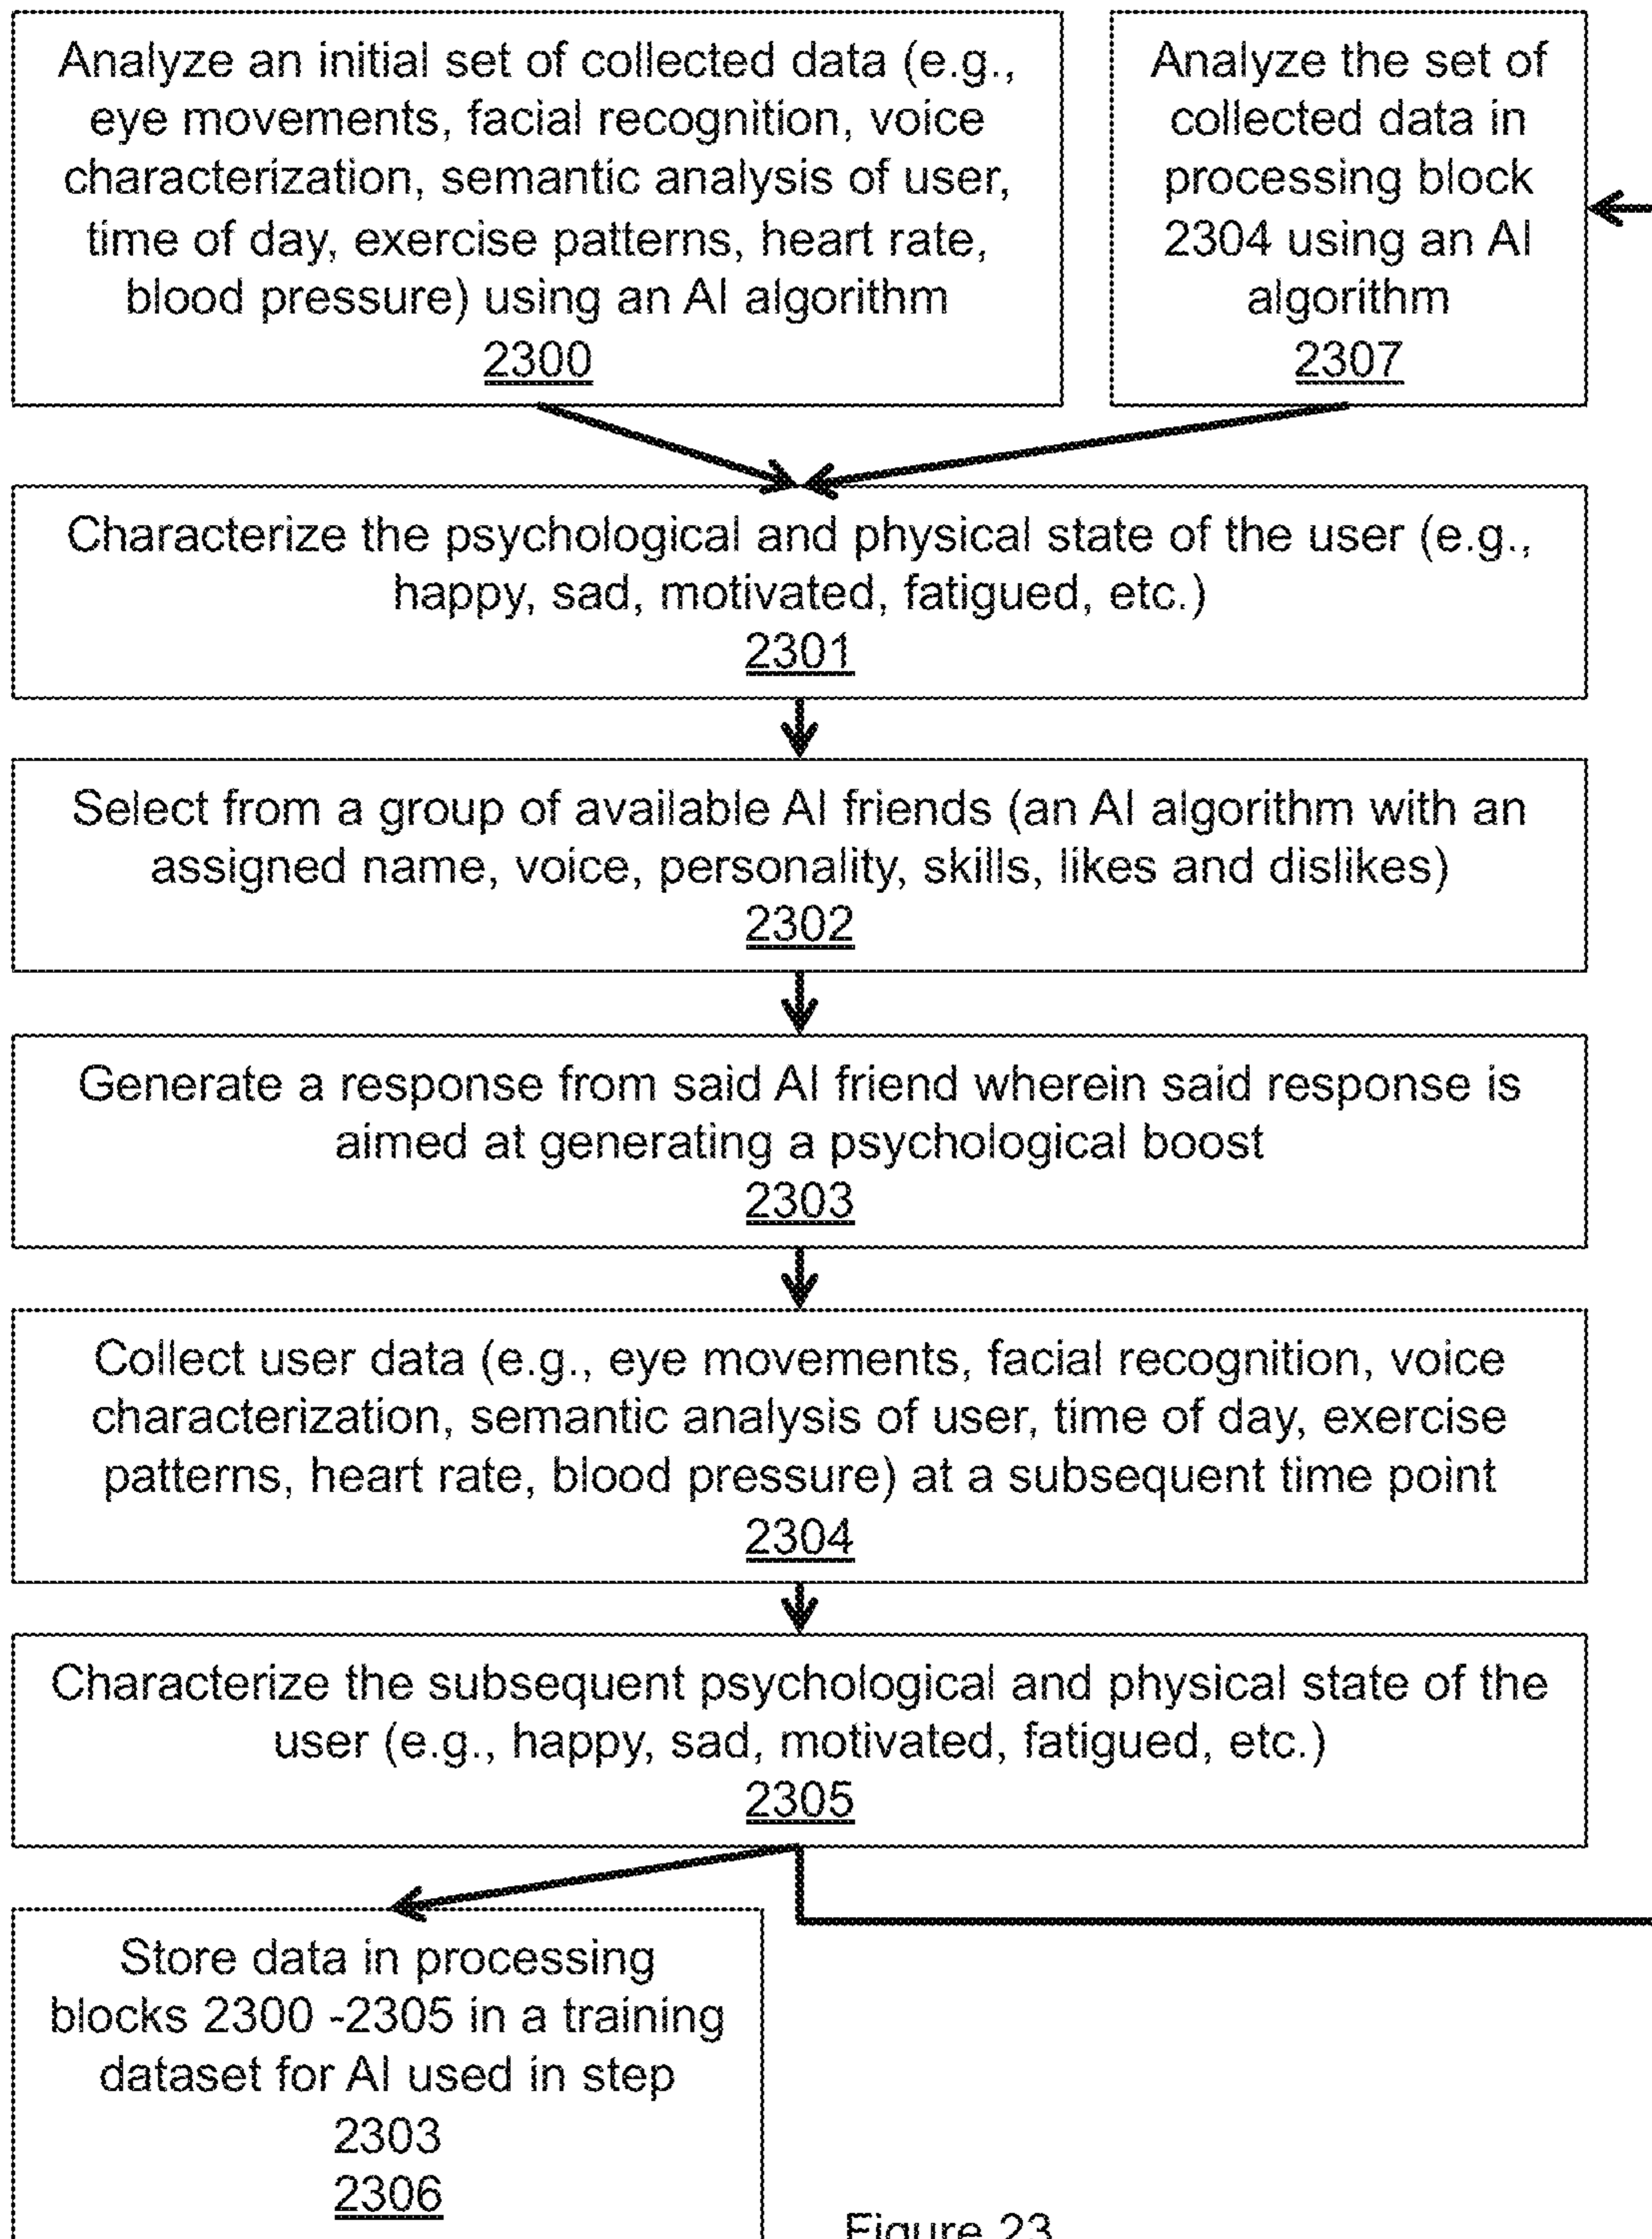 Analyze an initial set of collected data (e.g.,
eye movements, facial recognition, voice
characterization, semantic analysis of user,
time of day, exercise patterns, heart rate,
blood pressure) using an AI algorithm
2300
Analyze the set of
collected data in
processing block
2304 using an AI
algorithm
2307
Characterize the psychological and physical state of the user (e.g.,
happy, sad, motivated, fatigued, etc.)
2301
Select from a group of available AI friends (an AI algorithm with an
assigned name, voice, personality, skills, likes and dislikes)
2302
Generate a response from said AI friend wherein said response is
aimed at generating a psychological boost
2303
Collect user data (e.g., eye movements, facial recognition, voice
characterization, semantic analysis of user, time of day, exercise
patterns, heart rate, blood pressure) at a subsequent time point
2304
Characterize the subsequent psychological and physical state of the
user (e.g., happy, sad, motivated, fatigued, etc.)
2305
Store data in processing
blocks 2300 -2305 in a training
dataset for AI used in step
2303
2306
Figure 23